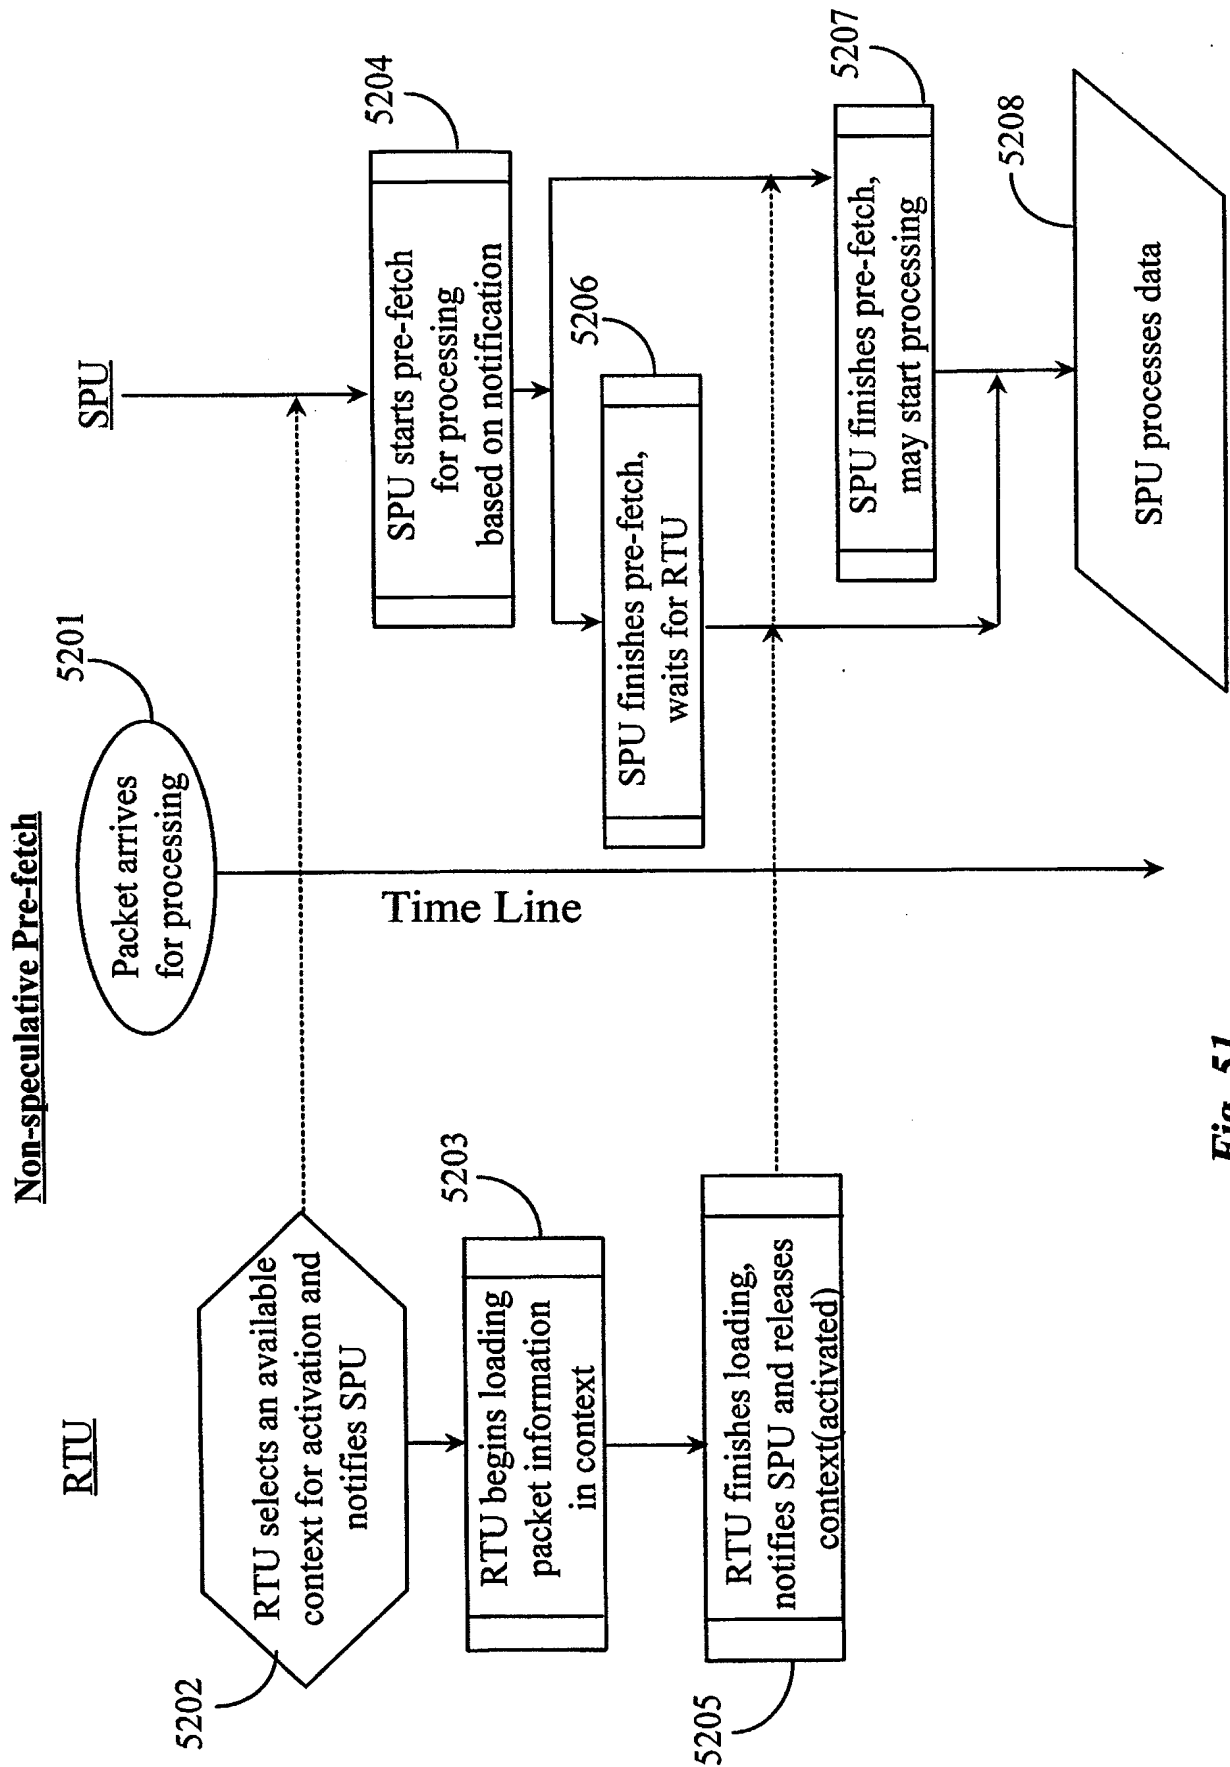 Non-speculative Pre-fetch
RTU
SPU
Packet arrives
for processing
5201
RTU selects an available
context for activation and
notifies SPU
5202
SPU starts pre-fetch
for processing
based on notification
5204
RTU begins loading
packet information
in context
5203
Time Line
SPU finishes pre-fetch,
waits for RTU
5206
RTU finishes loading,
notifies SPU and releases
context(activated)
5205
SPU finishes pre-fetch,
may start processing
5207
SPU processes data
5208
Fig. 51